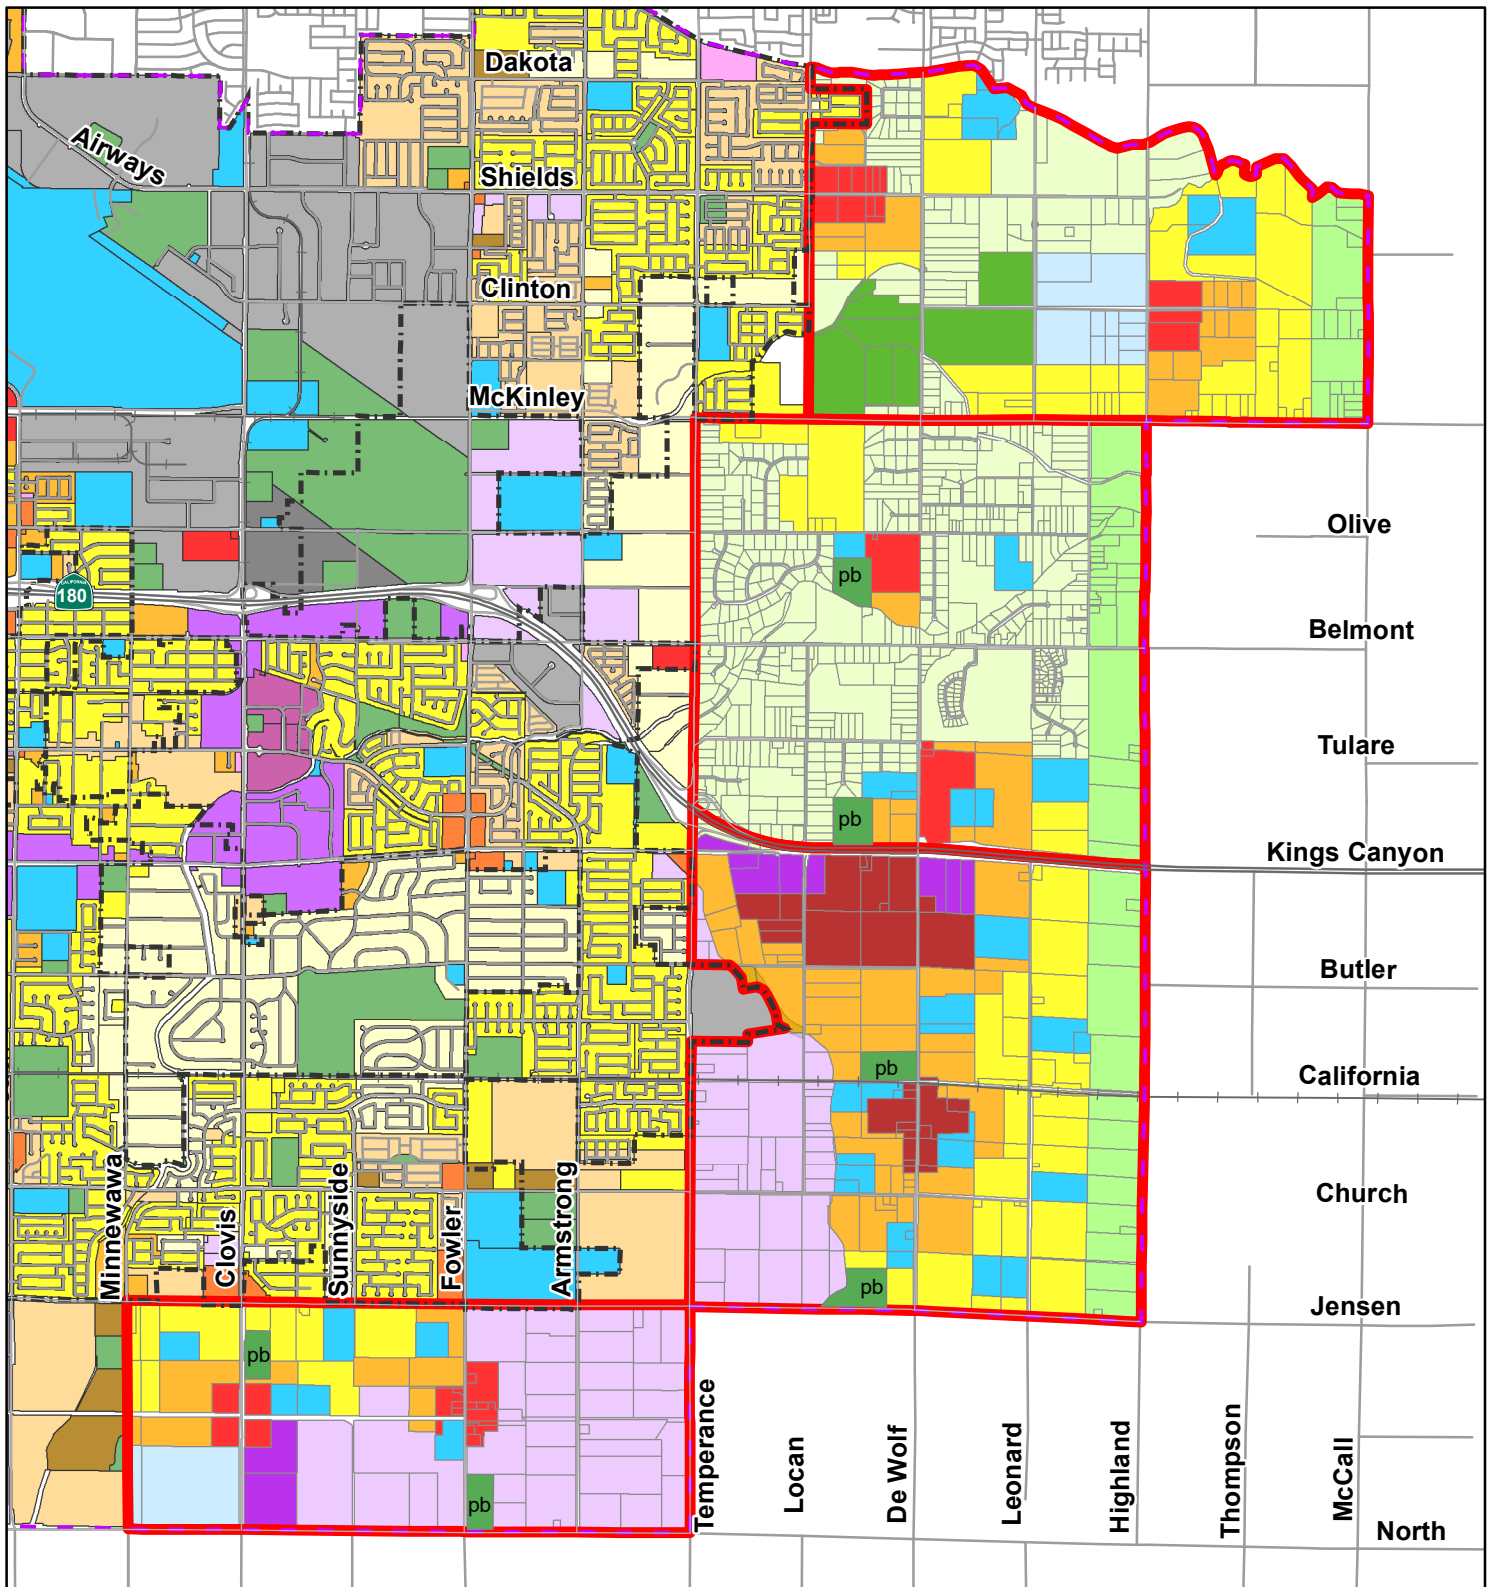 Dakota
Airways
Shields
Clinton
McKinley
Olive
pb
CALIFORNIA
180
Belmont
Tulare
pb
Kings Canyon
Butler
pb
California
Church
Minnewawa
Clovis
Sunnyside
Fowler
Armstrong
pb
Jensen
pb
Temperance
Locan
De Wolf
Leonard
Highland
Thompson
McCall
pb
North